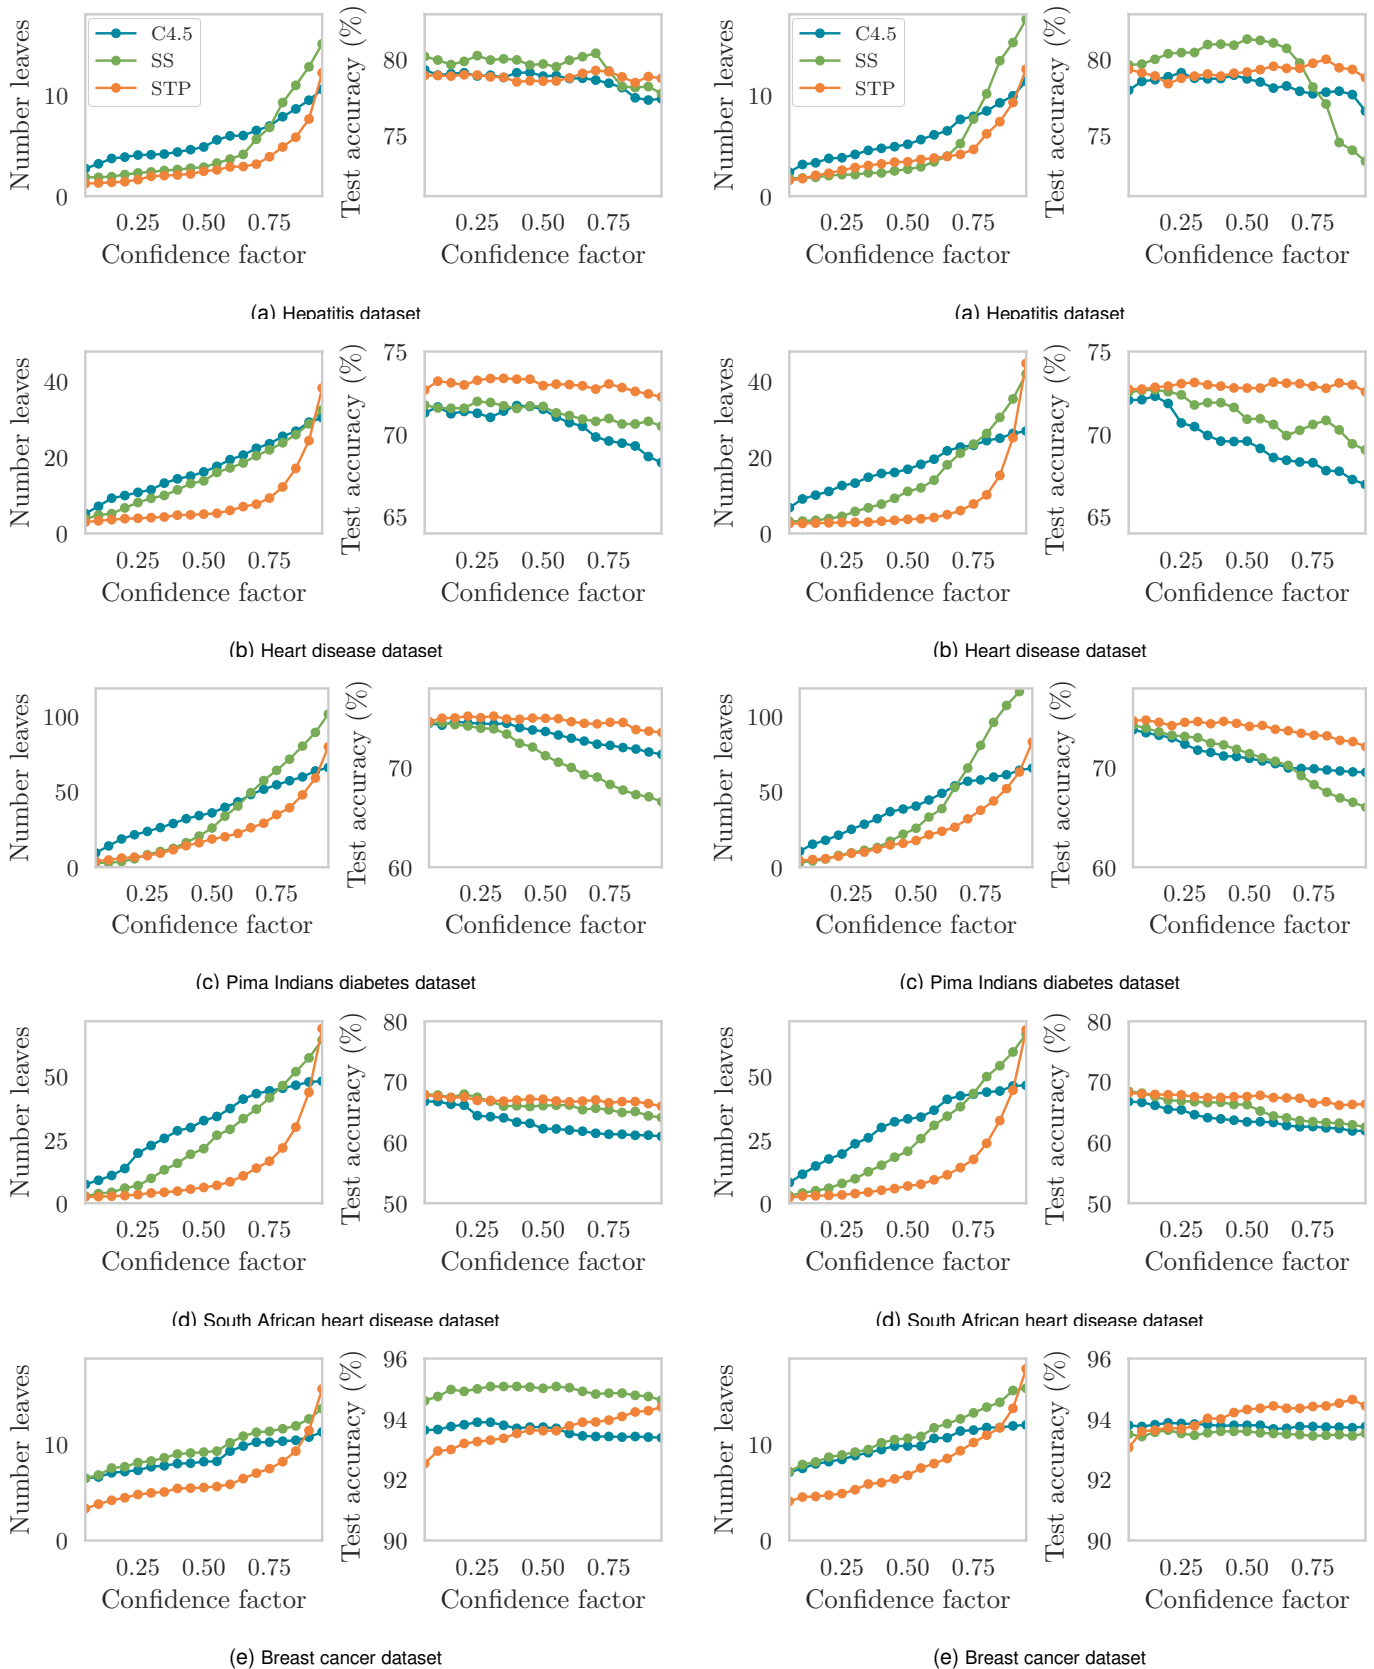 Number leaves
10
0
C4.5
SS
STP
0.25 0.50 0.75
Confidence factor
Test accuracy (%)
80
75
0.25 0.50 0.75
Confidence factor
(a) Hepatitis dataset
Number leaves
10
0
C4.5
SS
STP
0.25 0.50 0.75
Confidence factor
Test accuracy (%)
80
75
0.25 0.50 0.75
Confidence factor
(a) Hepatitis dataset
Number leaves
40
20
0
0.25 0.50 0.75
Confidence factor
Test accuracy (%)
75
70
65
0.25 0.50 0.75
Confidence factor
(b) Heart disease dataset
Number leaves
40
20
0
0.25 0.50 0.75
Confidence factor
Test accuracy (%)
75
70
65
0.25 0.50 0.75
Confidence factor
(b) Heart disease dataset
Number leaves
100
50
0
0.25 0.50 0.75
Confidence factor
Test accuracy (%)
70
60
0.25 0.50 0.75
Confidence factor
(c) Pima Indians diabetes dataset
Number leaves
100
50
0
0.25 0.50 0.75
Confidence factor
Test accuracy (%)
70
60
0.25 0.50 0.75
Confidence factor
(c) Pima Indians diabetes dataset
Number leaves
50
25
0
0.25 0.50 0.75
Confidence factor
Test accuracy (%)
80
70
60
50
0.25 0.50 0.75
Confidence factor
(d) South African heart disease dataset
Number leaves
50
25
0
0.25 0.50 0.75
Confidence factor
Test accuracy (%)
80
70
60
50
0.25 0.50 0.75
Confidence factor
(d) South African heart disease dataset
Number leaves
10
0
0.25 0.50 0.75
Confidence factor
Test accuracy (%)
96
94
92
90
0.25 0.50 0.75
Confidence factor
(e) Breast cancer dataset
Number leaves
10
0
0.25 0.50 0.75
Confidence factor
Test accuracy (%)
96
94
92
90
0.25 0.50 0.75
Confidence factor
(e) Breast cancer dataset